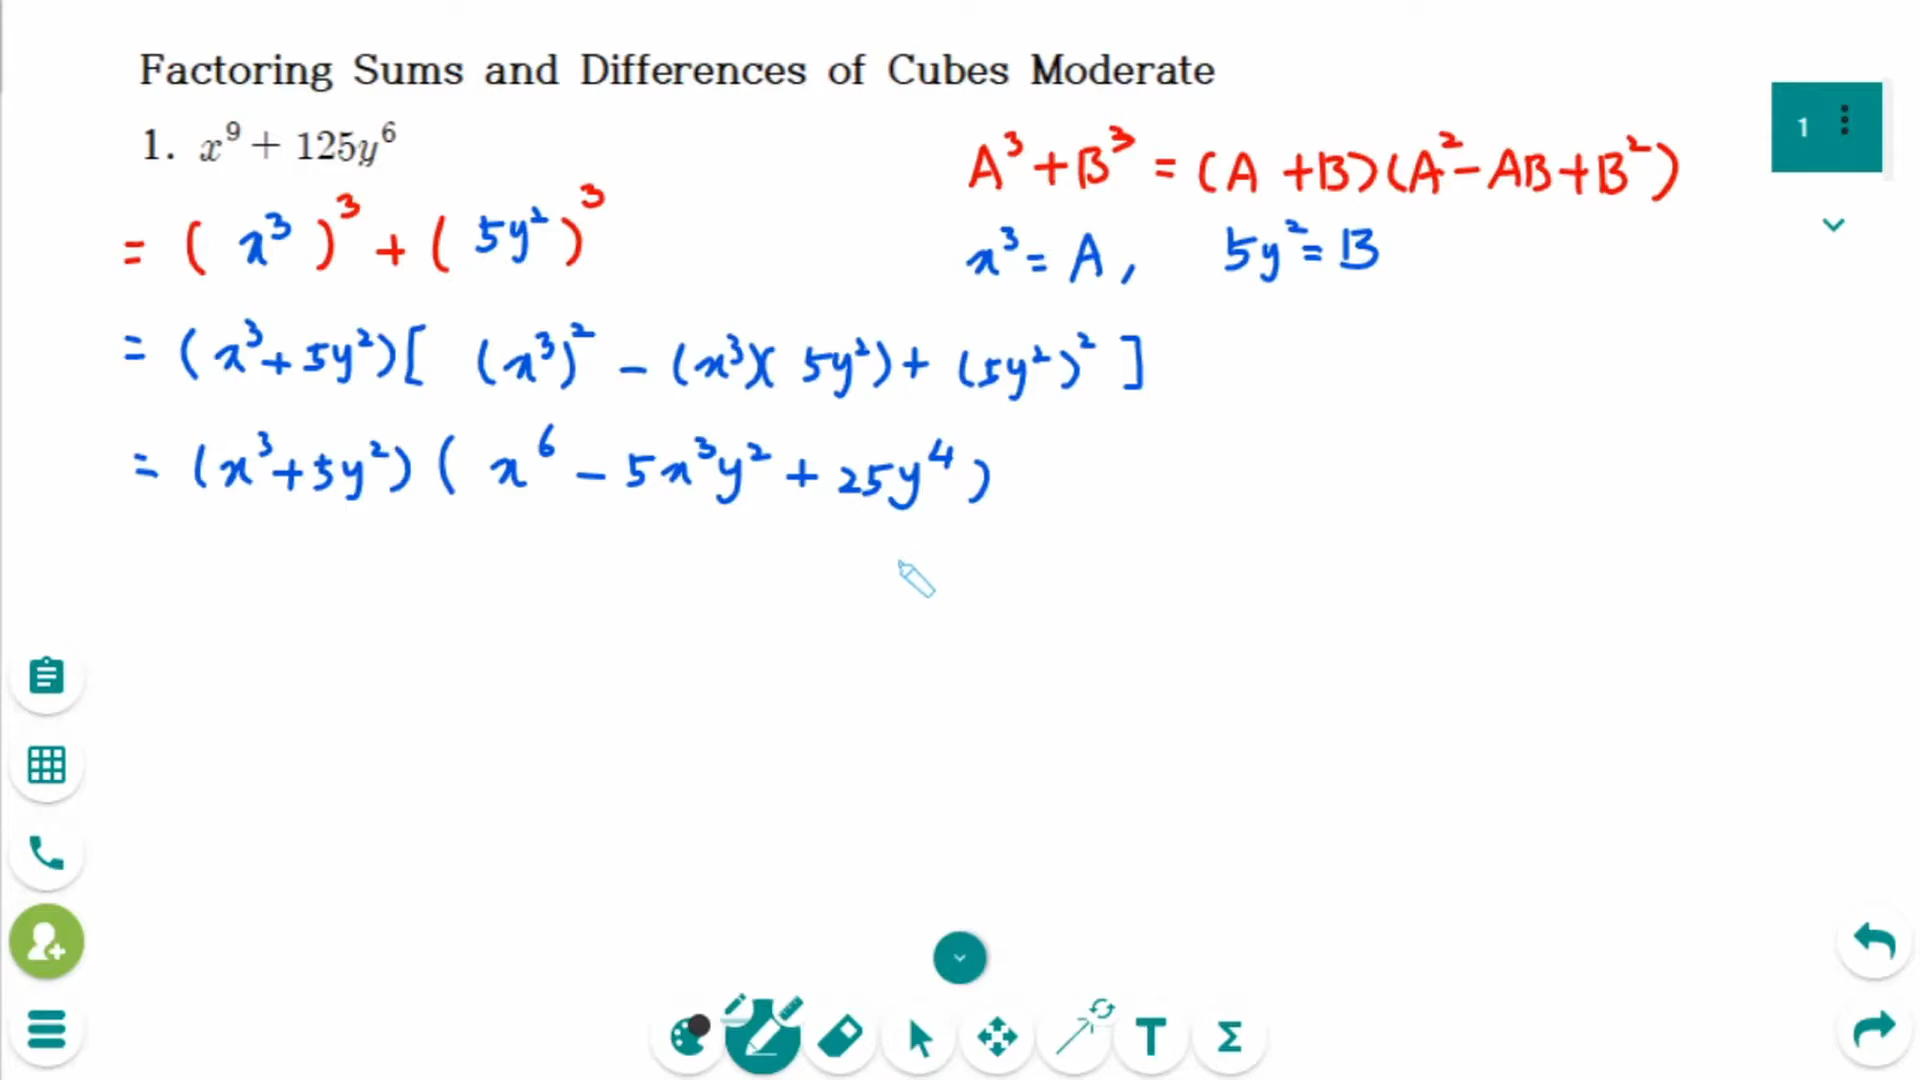 Factoring Sums and Differences of Cubes Moderate
1. x⁹ + 125y⁶
A³ + B³ = (A + B)(A² - AB + B²)
= ( x³ )³ + ( 5y² )³
x³ = A , 5y² = B
= (x³ + 5y²)[ (x³)² - (x³)( 5y²) + (5y²)² ]
= (x³ + 5y²) ( x⁶ - 5x³y² + 25y⁴ )
1
T Σ